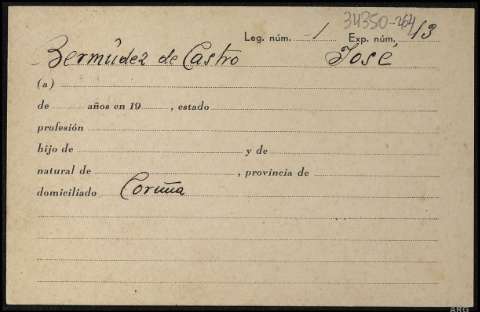 34350-264
Leg. núm. 1 Exp. núm. 13
Bermúdez de Castro José
(a)
de años en 19 , estado
profesión
hijo de y de
natural de , provincia de
domiciliado Coruña
ARG